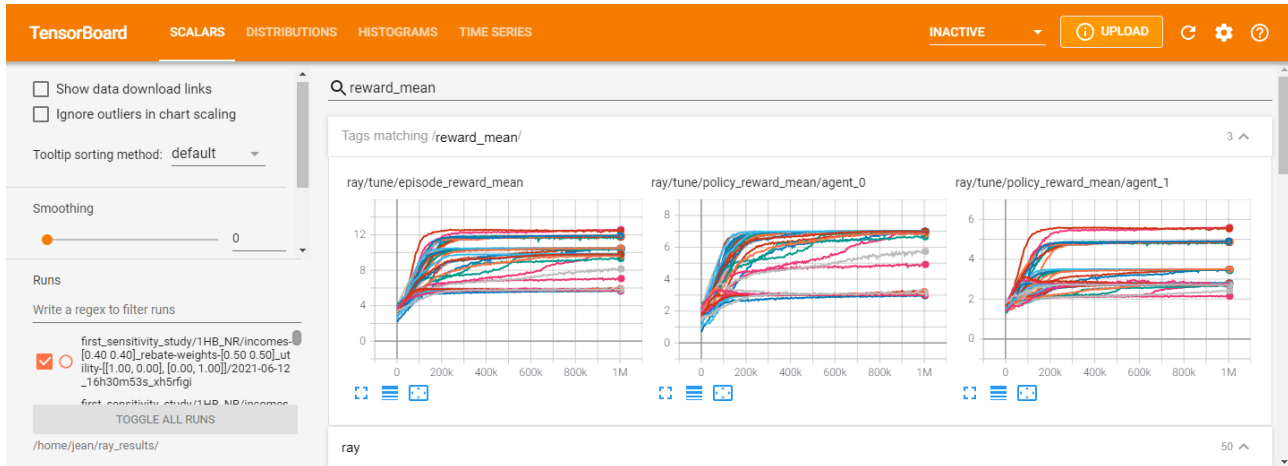 TensorBoard SCALARS DISTRIBUTIONS HISTOGRAMS TIME SERIES INACTIVE UPLOAD
Show data download links
Ignore outliers in chart scaling
Tooltip sorting method: default
Smoothing
0
Runs
Write a regex to filter runs
first_sensitivity_study/1HB_NR/incomes-
[0.40 0.40]_rebate-weights-[0.50 0.50]_ut
ility-[[1.00, 0.00], [0.00, 1.00]]/2021-06-12
_16h30m53s_xh5rfigi
first_sensitivity_study/1HB_NR/incomes-
TOGGLE ALL RUNS
/home/jean/ray_results/
reward_mean
Tags matching /reward_mean/ 3
ray/tune/episode_reward_mean
12
8
4
0
0 200k 400k 600k 800k 1M
ray/tune/policy_reward_mean/agent_0
8
6
4
2
0
0 200k 400k 600k 800k 1M
ray/tune/policy_reward_mean/agent_1
6
4
2
0
0 200k 400k 600k 800k 1M
ray 50